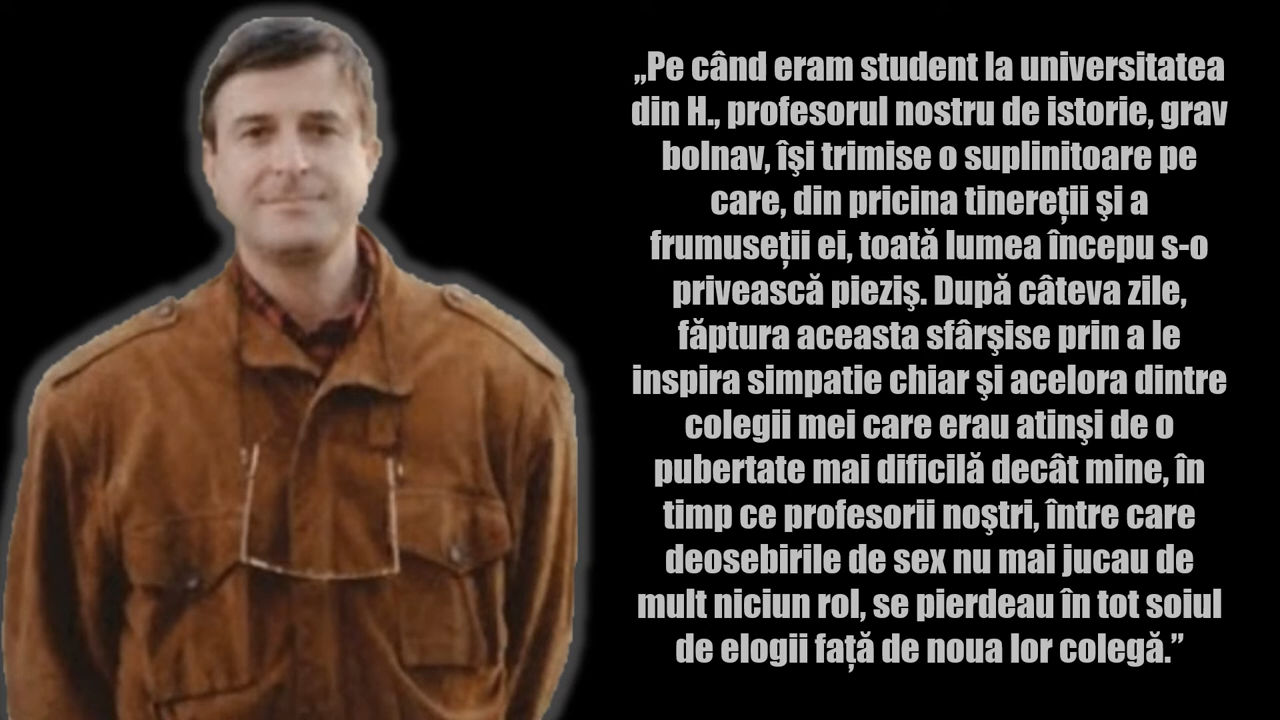 „Pe când eram student la universitatea
din H., profesorul nostru de istorie, grav
bolnav, îşi trimise o suplinitoare pe
care, din pricina tinereții şi a
frumuseții ei, toată lumea începu s-o
privească pieziş. După câteva zile,
făptura aceasta sfârşise prin a le
inspira simpatie chiar şi acelora dintre
colegii mei care erau atinşi de o
pubertate mai dificilă decât mine, în
timp ce profesorii noştri, între care
deosebirile de sex nu mai jucau de
mult niciun rol, se pierdeau în tot soiul
de elogii față de noua lor colegă.”